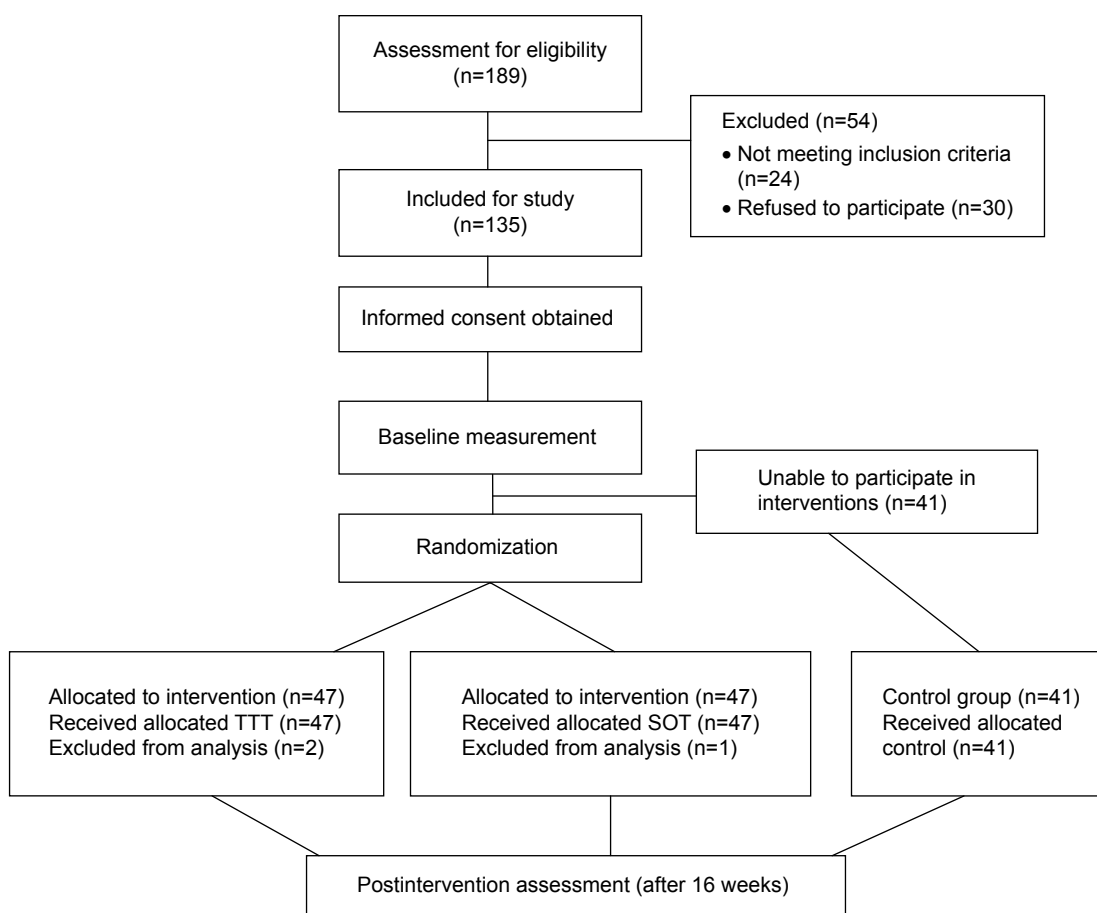 Assessment for eligibility
(n=189)
Excluded (n=54)
• Not meeting inclusion criteria
(n=24)
• Refused to participate (n=30)
Included for study
(n=135)
Informed consent obtained
Baseline measurement
Unable to participate in
interventions (n=41)
Randomization
Allocated to intervention (n=47)
Received allocated TTT (n=47)
Excluded from analysis (n=2)
Allocated to intervention (n=47)
Received allocated SOT (n=47)
Excluded from analysis (n=1)
Control group (n=41)
Received allocated
control (n=41)
Postintervention assessment (after 16 weeks)